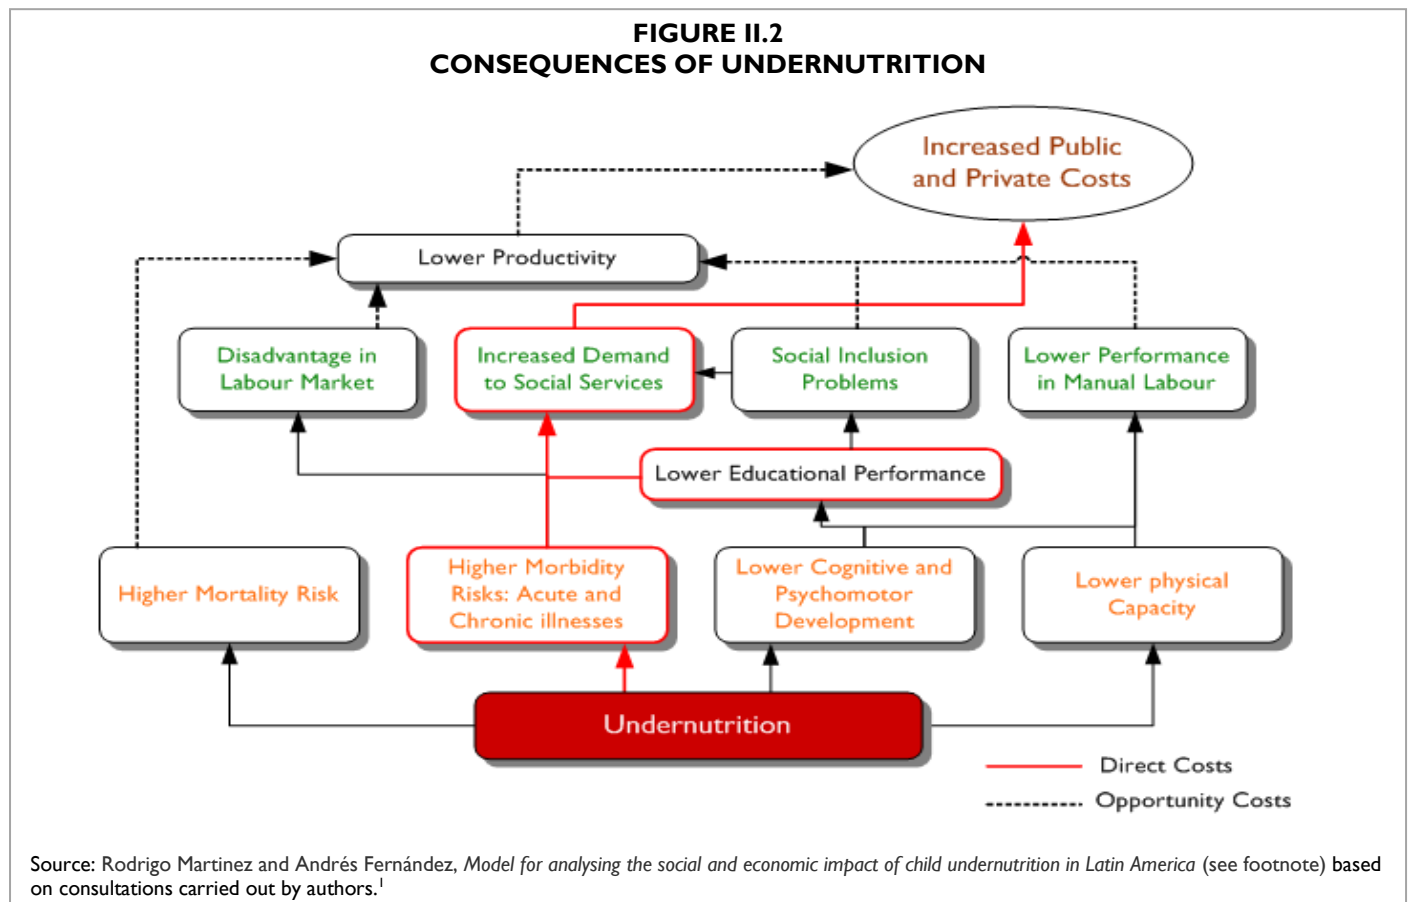 FIGURE II.2
CONSEQUENCES OF UNDERNUTRITION
Increased Public
and Private Costs
Lower Productivity
Disadvantage in
Labour Market
Increased Demand
to Social Services
Social Inclusion
Problems
Lower Performance
in Manual Labour
Lower Educational Performance
Higher Mortality Risk
Higher Morbidity
Risks: Acute and
Chronic illnesses
Lower Cognitive and
Psychomotor
Development
Lower physical
Capacity
Undernutrition
Direct Costs
Opportunity Costs
Source: Rodrigo Martinez and Andrés Fernández, Model for analysing the social and economic impact of child undernutrition in Latin America (see footnote) based
on consultations carried out by authors.¹